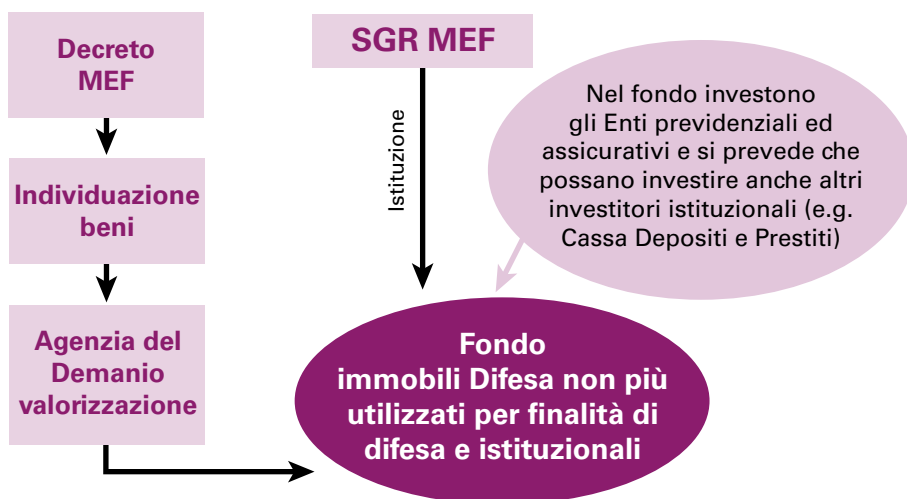 Decreto
MEF
Individuazione
beni
Agenzia del
Demanio
valorizzazione
SGR MEF
Istituzione
Nel fondo investono
gli Enti previdenziali ed
assicurativi e si prevede che
possano investire anche altri
investitori istituzionali (e.g.
Cassa Depositi e Prestiti)
Fondo
immobili Difesa non più
utilizzati per finalità di
difesa e istituzionali